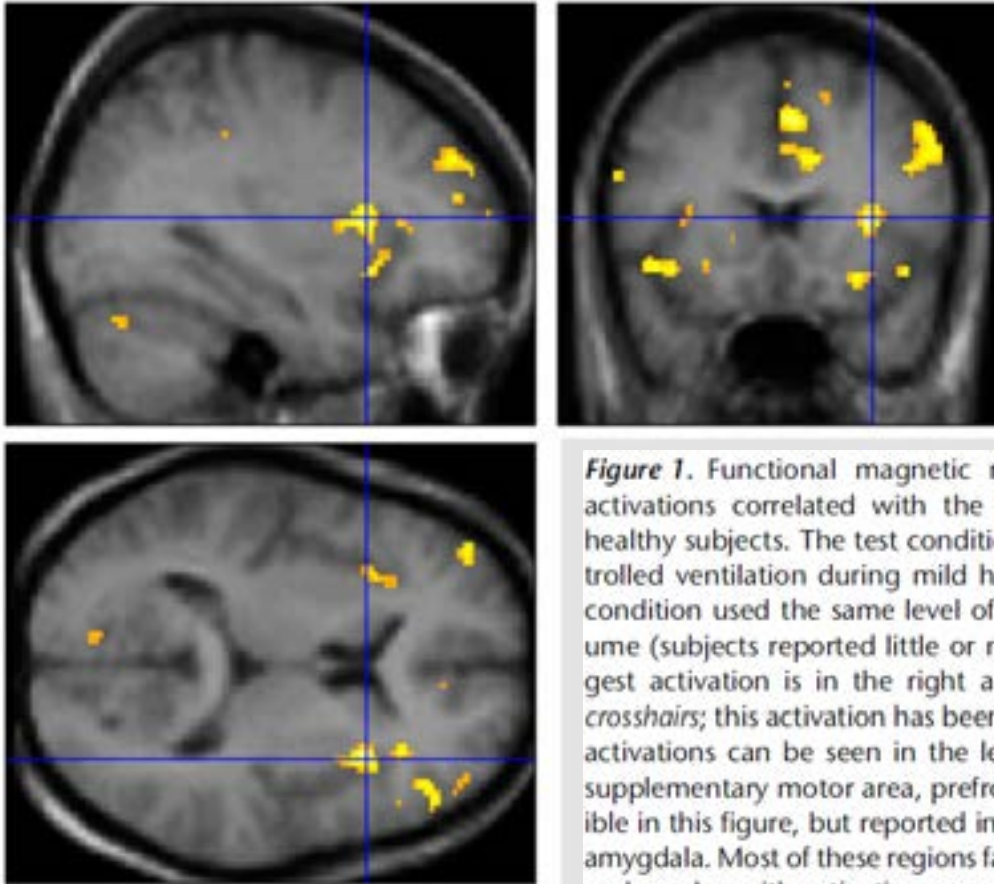 Figure 1. Functional magnetic
activations correlated with the
healthy subjects. The test conditio
trolled ventilation during mild h
condition used the same level of
ume (subjects reported little or
gest activation is in the right a
crosshairs; this activation has been
activations can be seen in the le
supplementary motor area, prefro
ible in this figure, but reported in
amygdala. Most of these regions fa